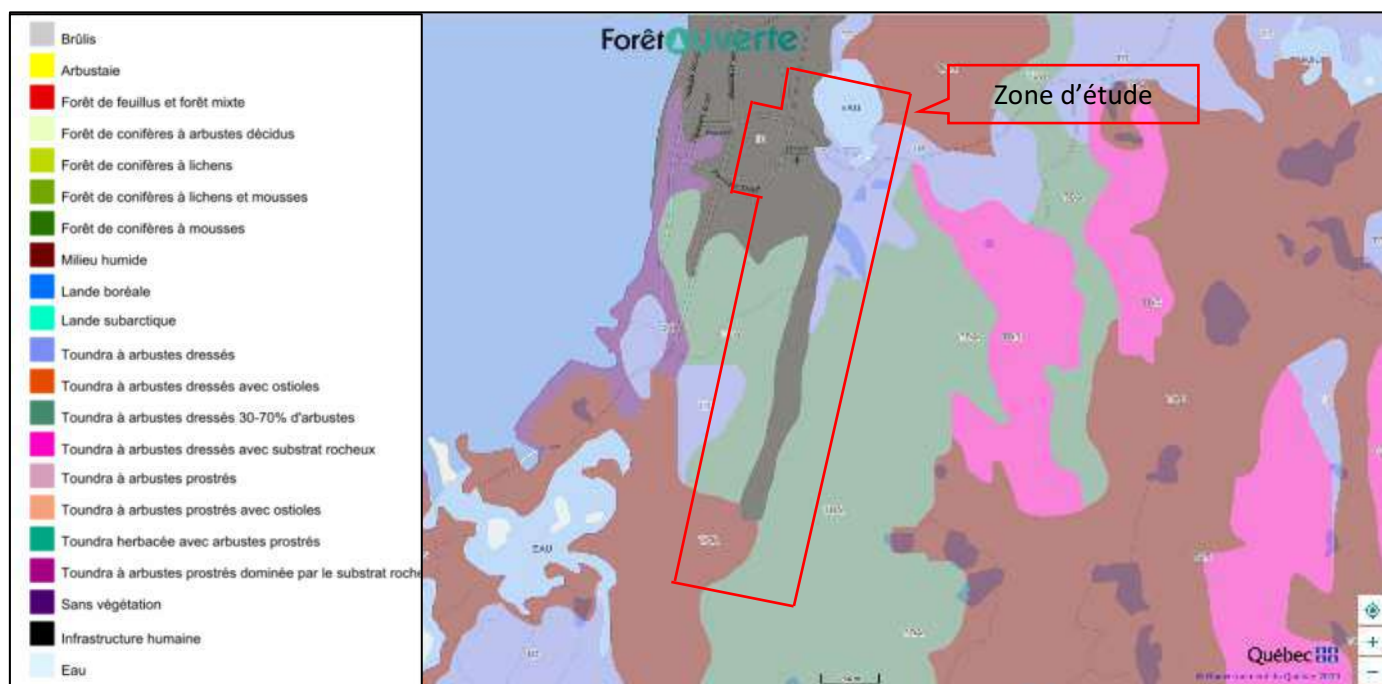 Brûlis
Arbustaie
Forêt de feuillus et forêt mixte
Forêt de conifères à arbustes décidus
Forêt de conifères à lichens
Forêt de conifères à lichens et mousses
Forêt de conifères à mousses
Milieu humide
Lande boréale
Lande subarctique
Toundra à arbustes dressés
Toundra à arbustes dressés avec ostioles
Toundra à arbustes dressés 30-70% d'arbustes
Toundra à arbustes dressés avec substrat rocheux
Toundra à arbustes prostrés
Toundra à arbustes prostrés avec ostioles
Toundra herbacée avec arbustes prostrés
Toundra à arbustes prostrés dominée par le substrat roche
Sans végétation
Infrastructure humaine
Eau
Forêt Ouverte
Zone d'étude
EAU
EAU
Québec
+
−